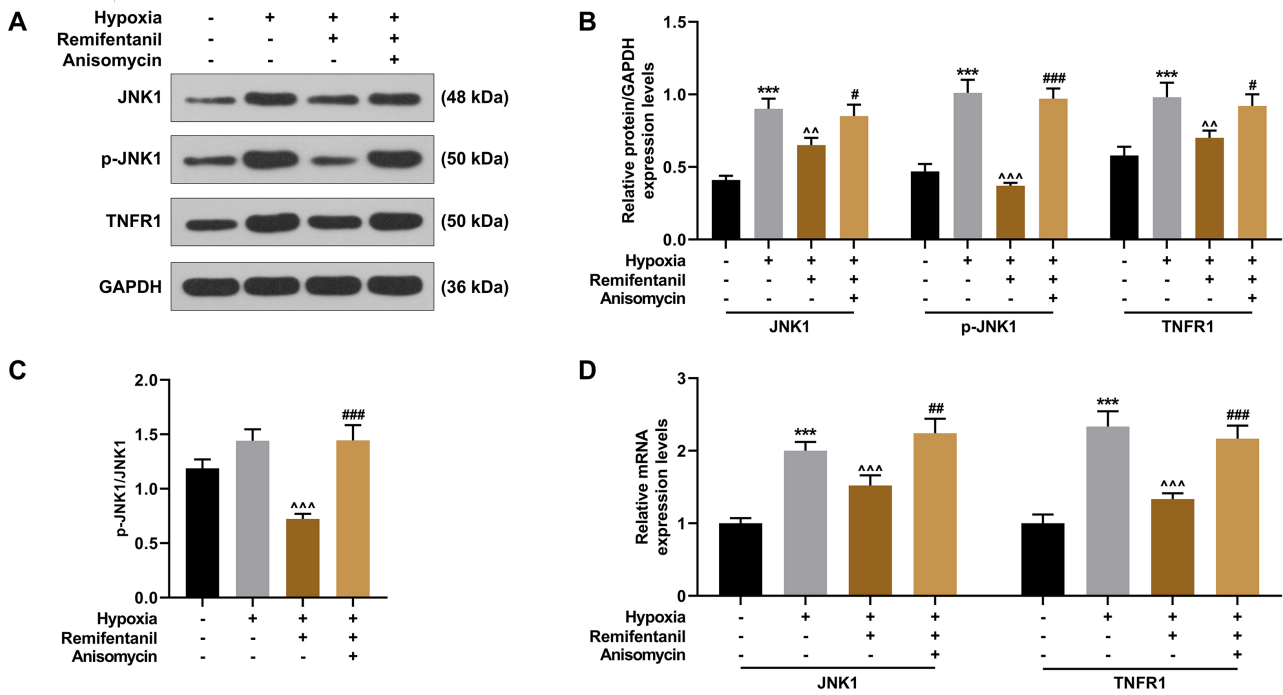 A
Hypoxia - + + +
Remifentanil - - + +
Anisomycin - - - +
JNK1 (48 kDa)
p-JNK1 (50 kDa)
TNFR1 (50 kDa)
GAPDH (36 kDa)
B
Relative protein/GAPDH
expression levels
1.5
1.0
0.5
0.0
*** ^^ #
*** ^^^ ###
*** ^^ #
Hypoxia - + + + - + + + - + + +
Remifentanil - - + + - - + + - - + +
Anisomycin - - - + - - - + - - - +
JNK1 p-JNK1 TNFR1
C
p-JNK1/JNK1
2.0
1.5
1.0
0.5
0.0
^^^ ###
Hypoxia - + + +
Remifentanil - - + +
Anisomycin - - - +
D
Relative mRNA
expression levels
3
2
1
0
*** ^^^ ##
*** ^^^ ###
Hypoxia - + + + - + + +
Remifentanil - - + + - - + +
Anisomycin - - - + - - - +
JNK1 TNFR1